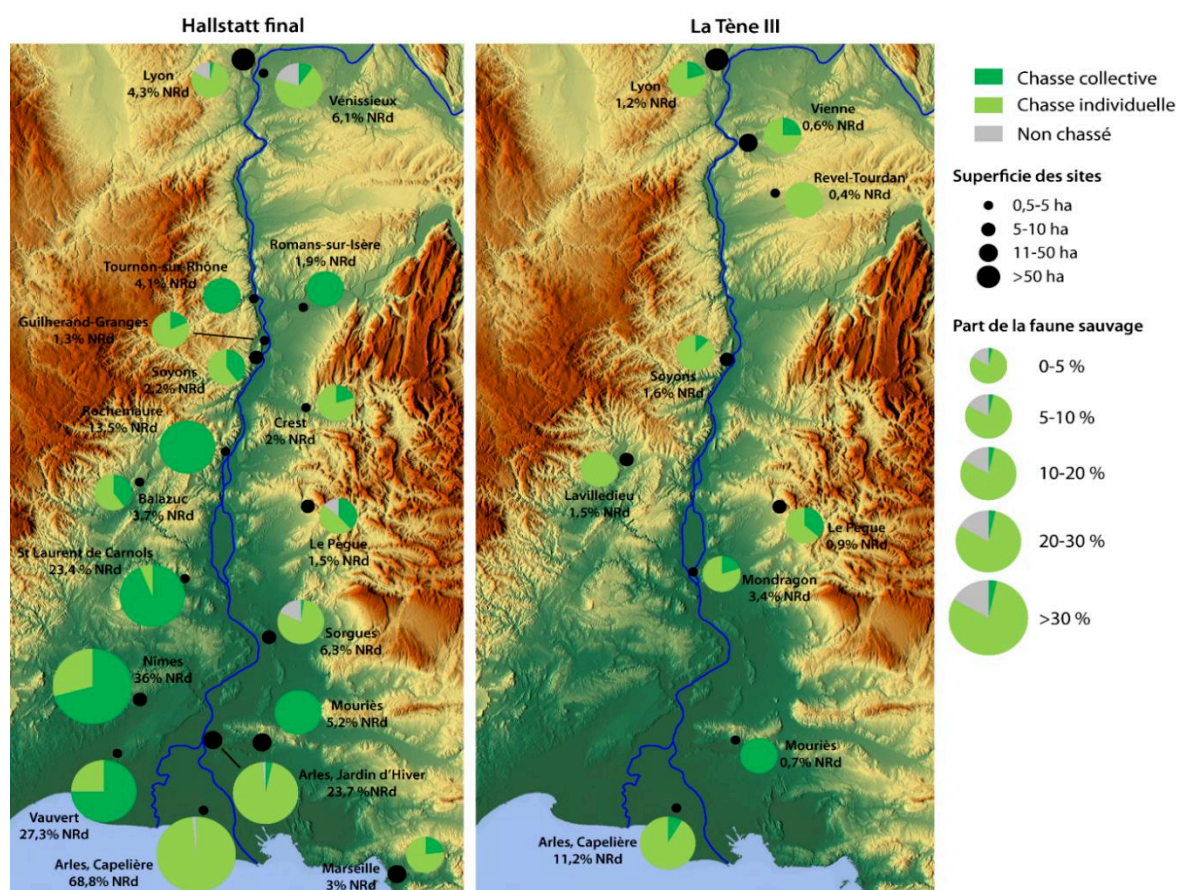 Hallstatt final
Lyon
4,3% NRd
Vénissieux
6,1% NRd
Romans-sur-Isère
1,9% NRd
Tournon-sur-Rhône
4,1% NRd
Guilherand-Granges
1,3% NRd
Soyons
2,2% NRd
Crest
2% NRd
Rochemaure
13,5% NRd
Balazuc
3,7% NRd
Le Pègue
1,5% NRd
St Laurent de Carnols
23,4 % NRd
Sorgues
6,3% NRd
Nîmes
36% NRd
Mouriès
5,2% NRd
Arles, Jardin d'Hiver
23,7 %NRd
Vauvert
27,3% NRd
Arles, Capelière
68,8% NRd
Marseille
3% NRd
La Tène III
Lyon
1,2% NRd
Vienne
0,6% NRd
Revel-Tourdan
0,4% NRd
Soyons
1,6% NRd
Lavilledieu
1,5% NRd
Le Pègue
0,9% NRd
Mondragon
3,4% NRd
Mouriès
0,7% NRd
Arles, Capelière
11,2% NRd
Chasse collective
Chasse individuelle
Non chassé
Superficie des sites
0,5-5 ha
5-10 ha
11-50 ha
>50 ha
Part de la faune sauvage
0-5 %
5-10 %
10-20 %
20-30 %
>30 %